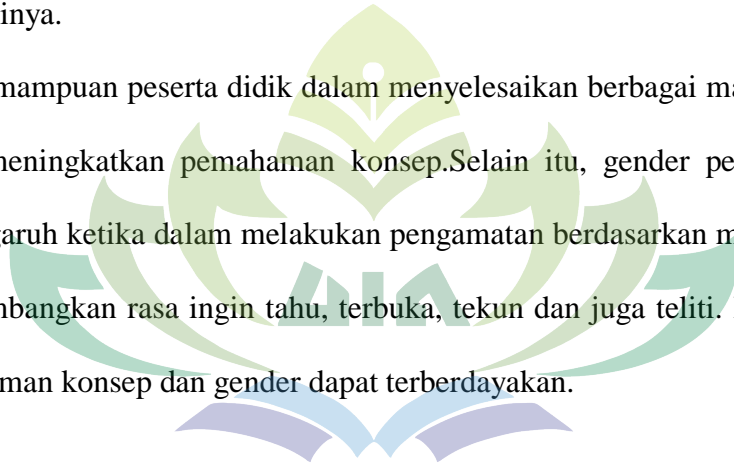 inya.
mampuan peserta didik dalam menyelesaikan berbagai ma
meningkatkan pemahaman konsep.Selain itu, gender pe
garuh ketika dalam melakukan pengamatan berdasarkan m
mbangkan rasa ingin tahu, terbuka, tekun dan juga teliti.
man konsep dan gender dapat terberdayakan.